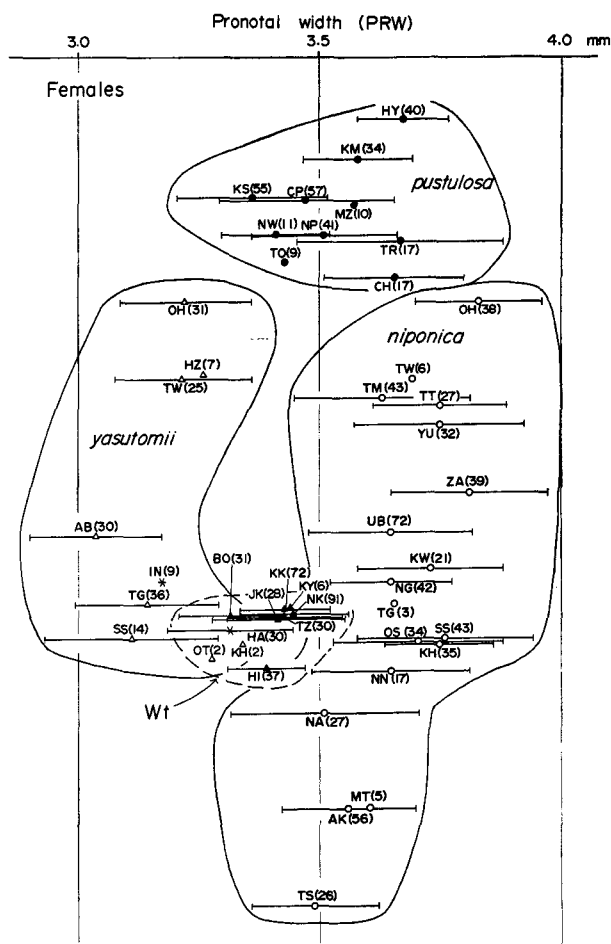 Pronotal width (PRW)
3.0 3.5 4.0 mm
Females
HY(40)
KM(34)
pustulosa
KS(55) CP(57)
MZ(10)
NW(11) NP(41)
TR(17)
TO(9)
CH(17)
OH(31) OH(38)
niponica
HZ(7) TW(6)
TW(25) TM(43) TT(27)
yasutomii YU(32)
ZA(39)
AB(30) UB(72)
BO(31)
IN(9) KK(72) KW(21)
TG(36) JK(28) KY(6) NG(42)
NK(91) TG(3)
SS(14) HA(30) TZ(30) OS(34) SS(43)
OT(2) KH(2) KH(35)
HI(37) NN(17)
Wt
NA(27)
MT(5)
AK(56)
TS(26)